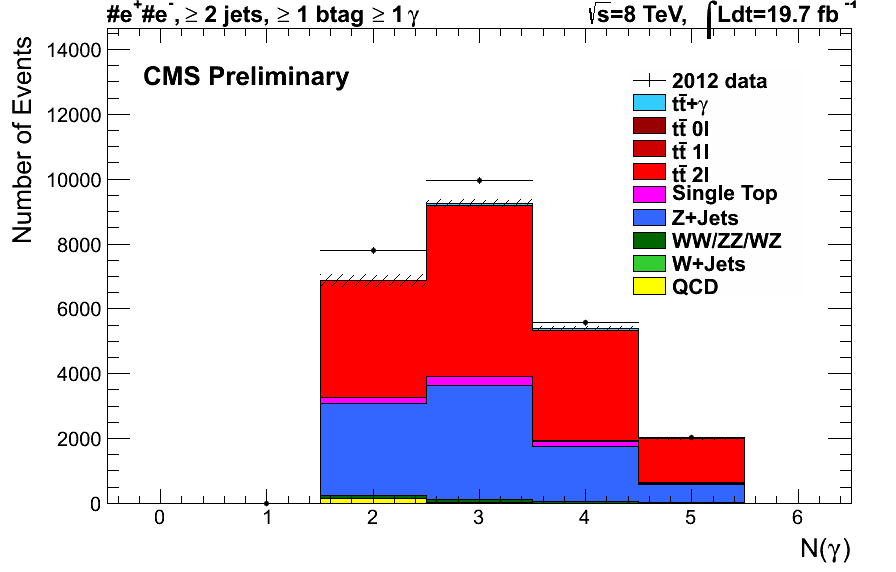 #e+#e-, ≥ 2 jets, ≥ 1 btag ≥ 1 γ √s=8 TeV, ∫Ldt=19.7 fb-1
CMS Preliminary
Number of Events
14000
12000
10000
8000
6000
4000
2000
0
2012 data
tt̄+γ
tt̄ 0l
tt̄ 1l
tt̄ 2l
Single Top
Z+Jets
WW/ZZ/WZ
W+Jets
QCD
0 1 2 3 4 5 6
N(γ)